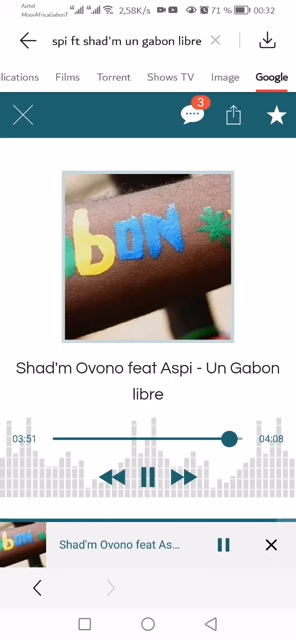 Airtel
MoovAfricaGabonT
2,58K/s
71 %
00:32
spi ft shad'm un gabon libre
lications Films Torrent Shows TV Image Google
3
bON
Shad'm Ovono feat Aspi - Un Gabon
libre
03:51
04:08
Shad'm Ovono feat As...